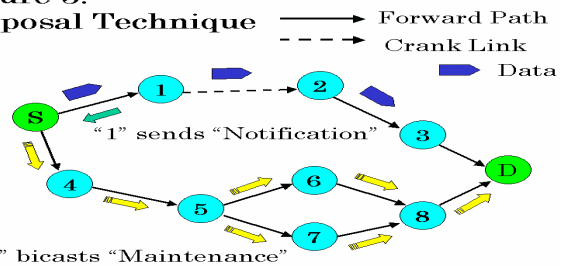 posal Technique
Forward Path
Crank Link
Data
1
2
S
"1" sends "Notification"
3
D
4
6
5
8
7
" bicasts "Maintenance"